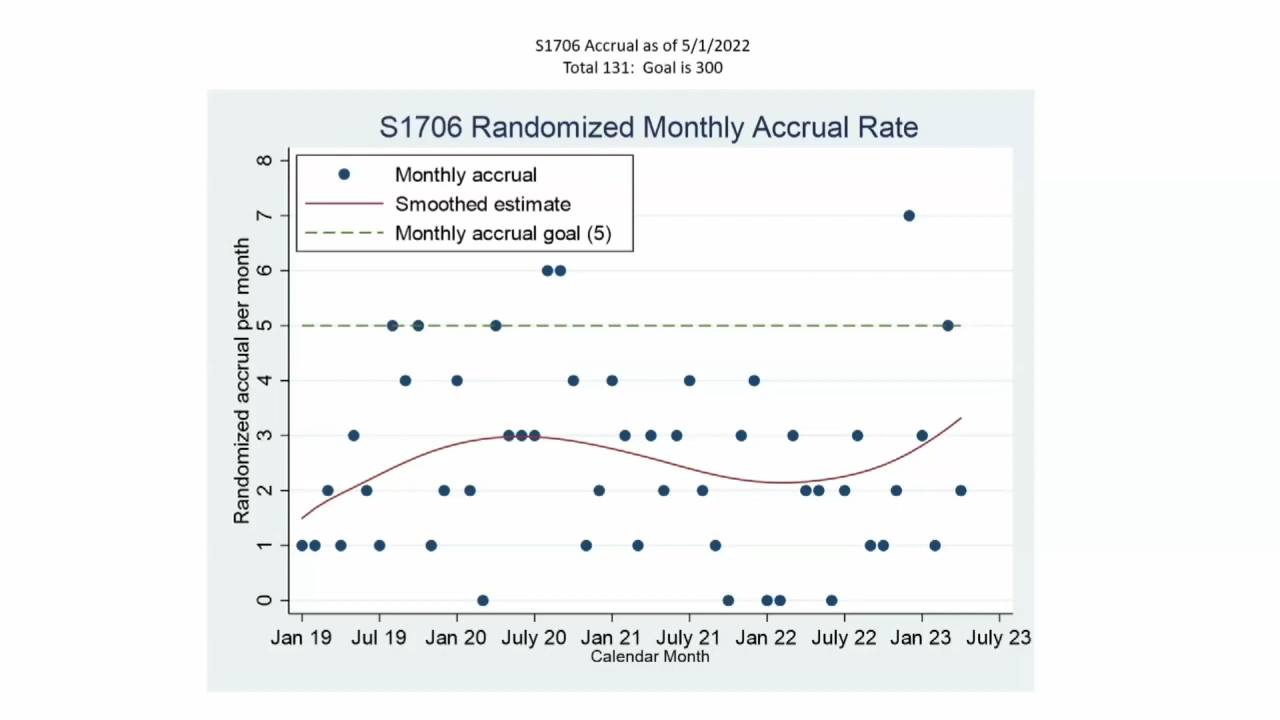 S1706 Accrual as of 5/1/2022
Total 131: Goal is 300
S1706 Randomized Monthly Accrual Rate
Monthly accrual
Smoothed estimate
Monthly accrual goal (5)
Randomized accrual per month
8
7
6
5
4
3
2
1
0
Jan 19 Jul 19 Jan 20 July 20 Jan 21 July 21 Jan 22 July 22 Jan 23 July 23
Calendar Month